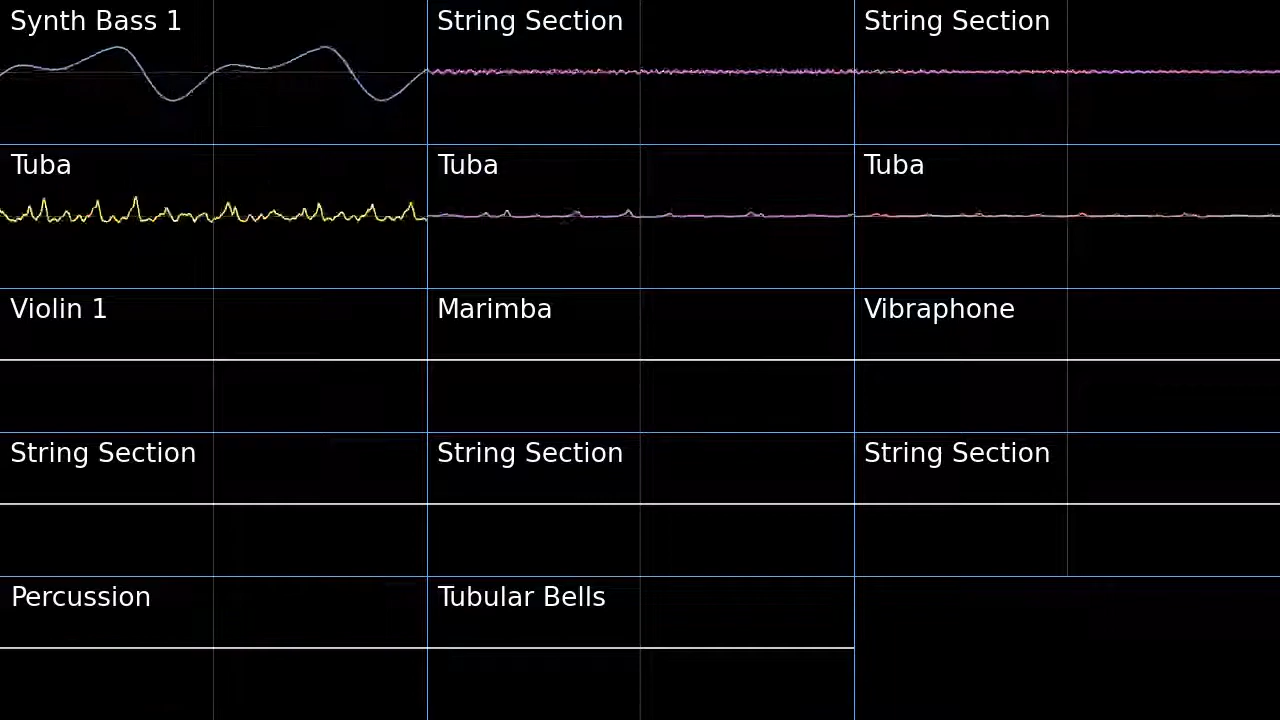 Synth Bass 1
String Section
String Section
Tuba
Tuba
Tuba
Violin 1
Marimba
Vibraphone
String Section
String Section
String Section
Percussion
Tubular Bells